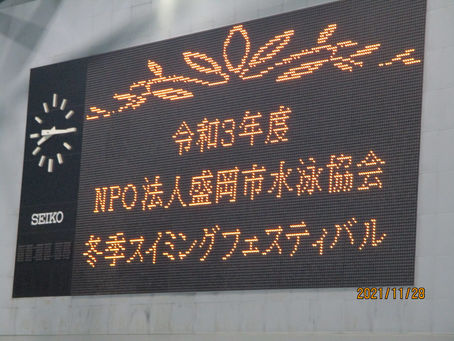 令和3年度
NPO法人盛岡市水泳協会
冬季スイミングフェスティバル
SEIKO
2021/11/28